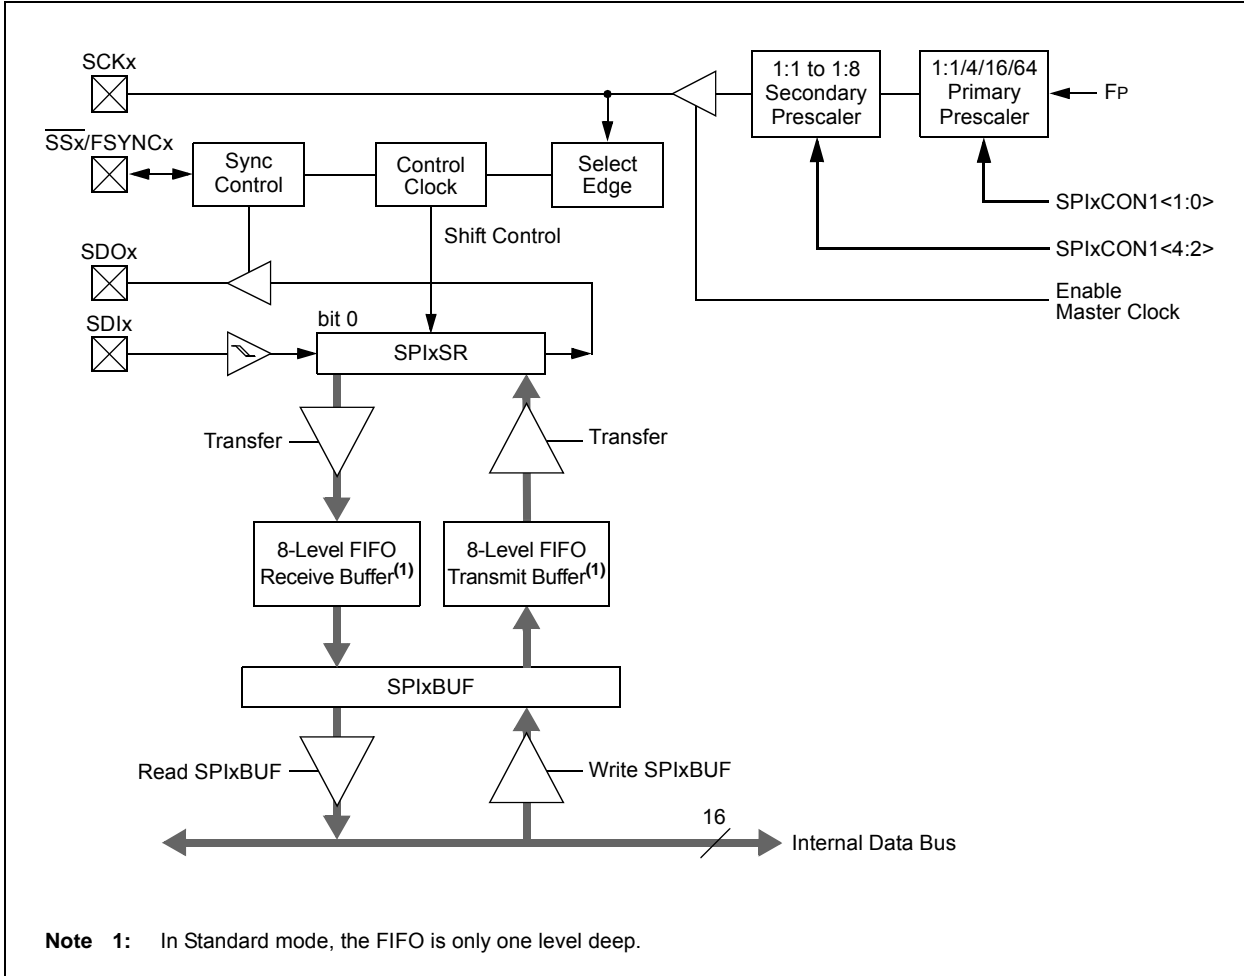 SCKx
1:1 to 1:8
Secondary
Prescaler
1:1/4/16/64
Primary
Prescaler
FP
SSx/FSYNCx
Sync
Control
Control
Clock
Select
Edge
SPIxCON1<1:0>
Shift Control
SDOx
SPIxCON1<4:2>
Enable
Master Clock
bit 0
SDIx
SPIxSR
Transfer
Transfer
8-Level FIFO
Receive Buffer(1)
8-Level FIFO
Transmit Buffer(1)
SPIxBUF
Read SPIxBUF
Write SPIxBUF
16
Internal Data Bus
Note 1: In Standard mode, the FIFO is only one level deep.